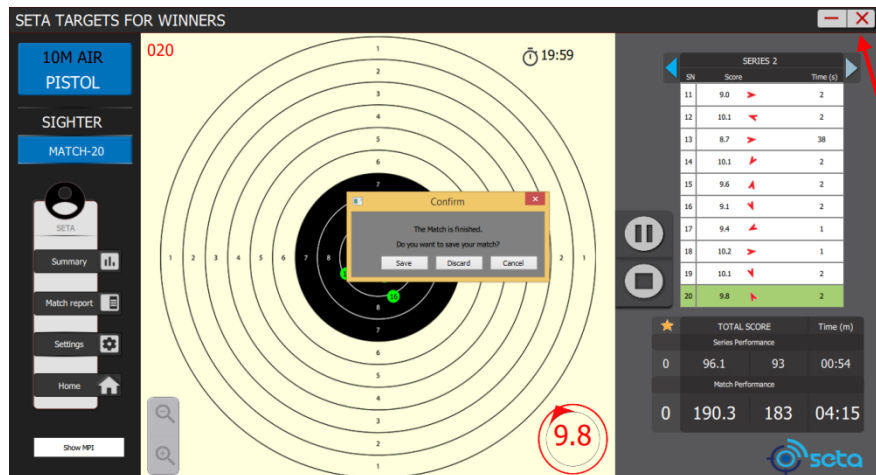 SETA TARGETS FOR WINNERS
10M AIR
PISTOL
SIGHTER
MATCH-20
SETA
Summary
Match report
Settings
Home
Show MPI
020
19:59
1
2
3
4
5
6
7
1 2 3 4 5 6 7 8
2 1
8
7
6
5
4
3
2
1
16
Confirm
The Match is finished.
Do you want to save your match?
Save Discard Cancel
9.8
SERIES 2
SN Score Time (s)
11 9.0 2
12 10.1 2
13 8.7 38
14 10.1 2
15 9.6 2
16 9.1 2
17 9.4 1
18 10.2 1
19 10.1 2
20 9.8 2
TOTAL SCORE Time (m)
Series Performance
0 96.1 93 00:54
Match Performance
0 190.3 183 04:15
seta